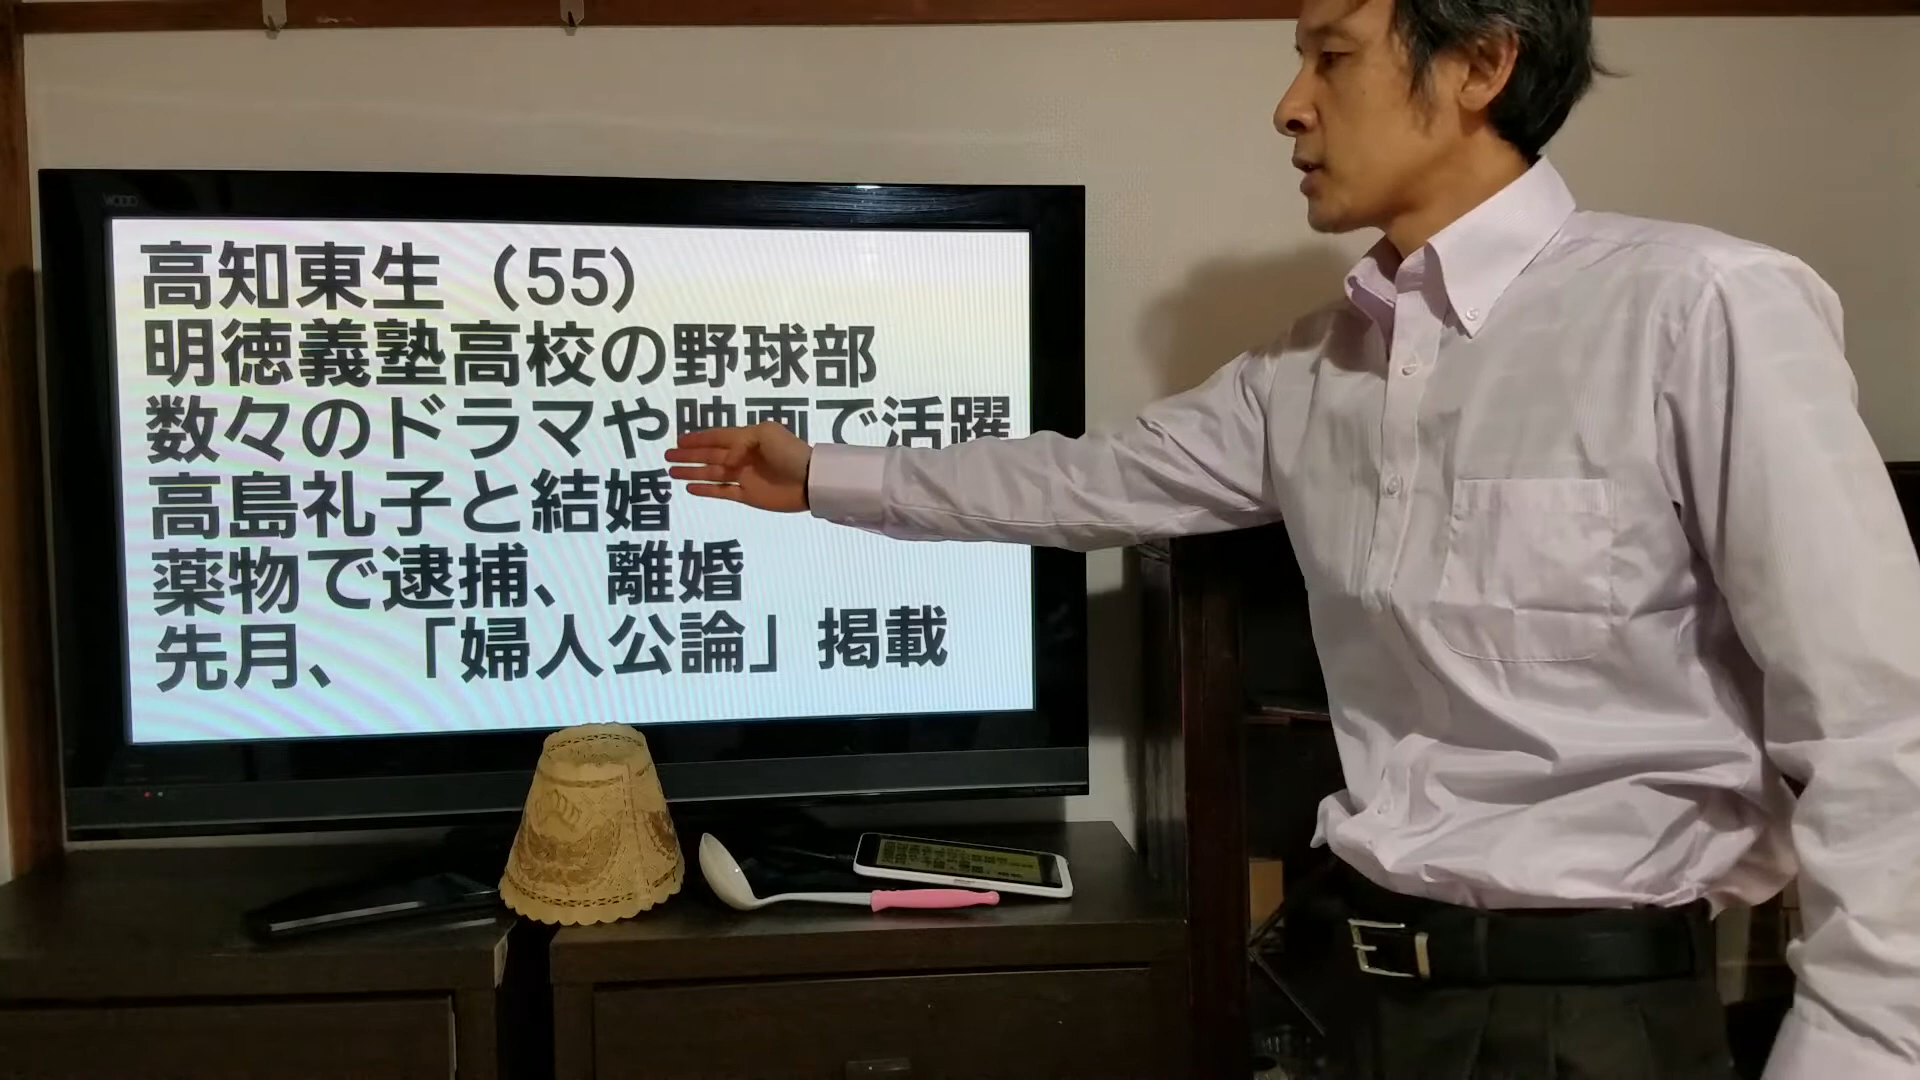 高知東生（55）
明徳義塾高校の野球部
数々のドラマや映画で活躍
高島礼子と結婚
薬物で逮捕、離婚
先月、「婦人公論」掲載